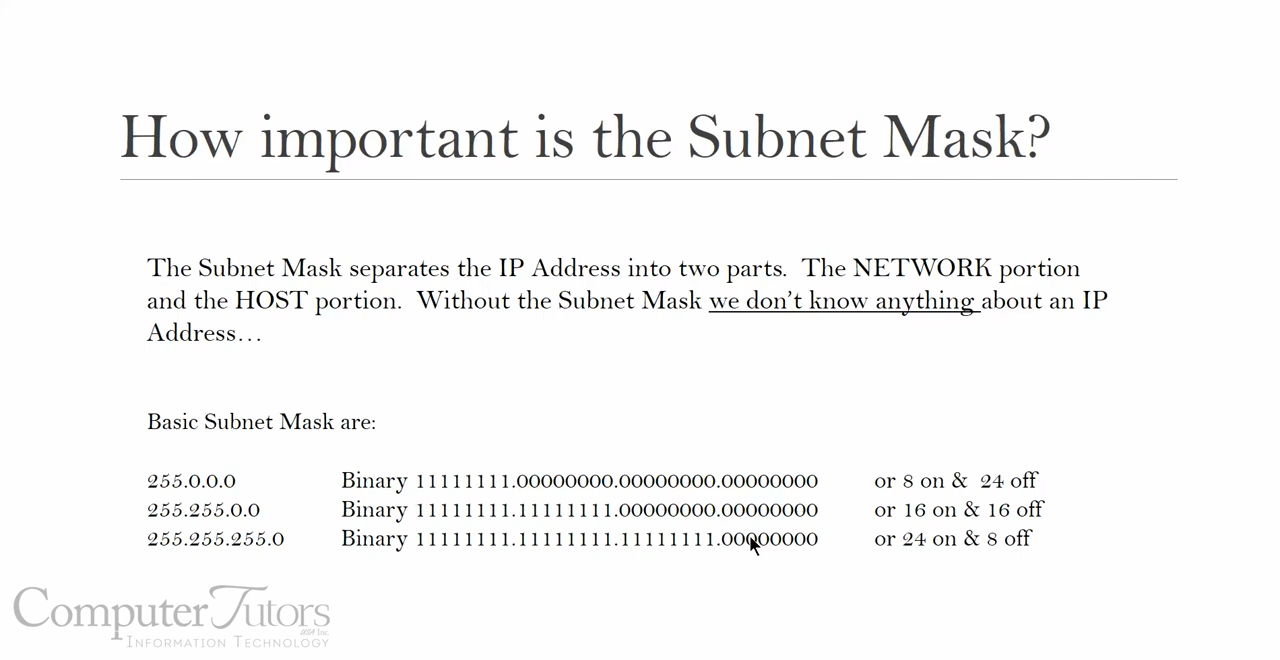 How important is the Subnet Mask?
The Subnet Mask separates the IP Address into two parts.  The NETWORK portion
and the HOST portion.  Without the Subnet Mask we don't know anything about an IP
Address…
Basic Subnet Mask are:
255.0.0.0 Binary 11111111.00000000.00000000.00000000 or 8 on &  24 off
255.255.0.0 Binary 11111111.11111111.00000000.00000000 or 16 on & 16 off
255.255.255.0 Binary 11111111.11111111.11111111.00000000 or 24 on & 8 off
Computer Tutors
USA Inc.
INFORMATION TECHNOLOGY